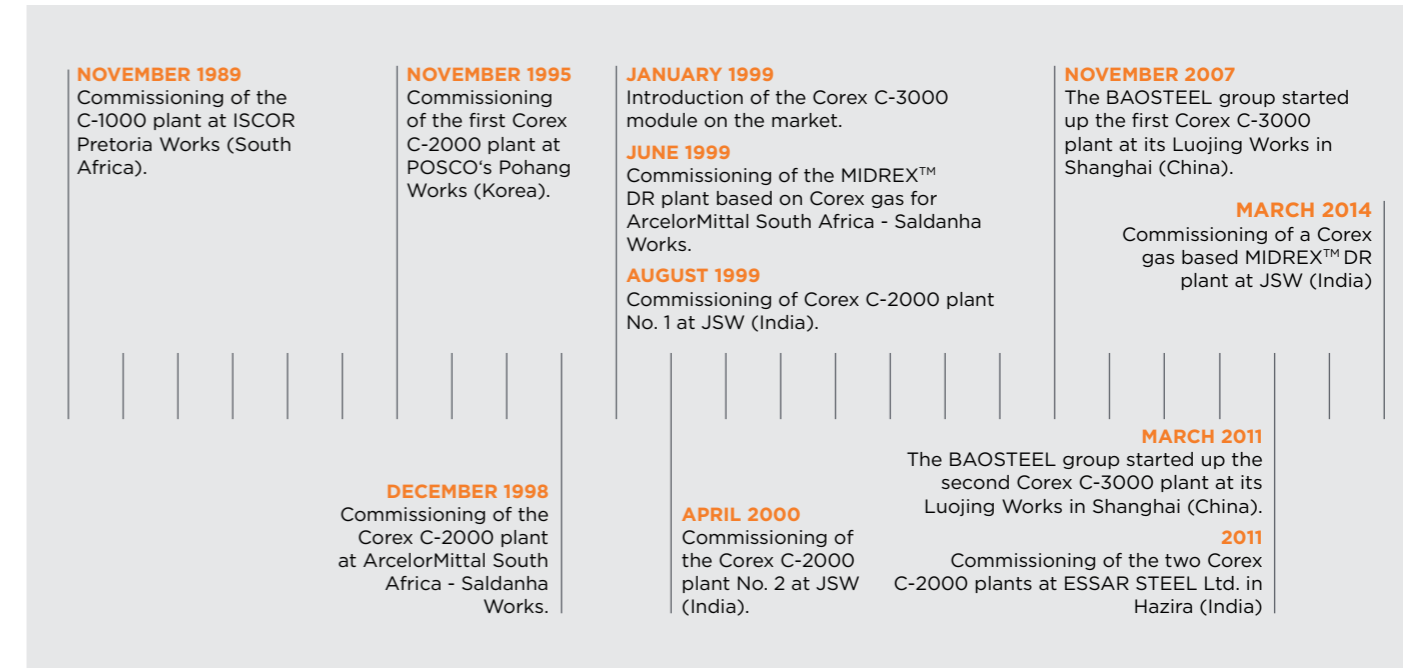 NOVEMBER 1989
Commissioning of the
C-1000 plant at ISCOR
Pretoria Works (South
Africa).
NOVEMBER 1995
Commissioning
of the first Corex
C-2000 plant at
POSCO‘s Pohang
Works (Korea).
JANUARY 1999
Introduction of the Corex C-3000
module on the market.
JUNE 1999
Commissioning of the MIDREX™
DR plant based on Corex gas for
ArcelorMittal South Africa - Saldanha
Works.
AUGUST 1999
Commissioning of Corex C-2000 plant
No. 1 at JSW (India).
NOVEMBER 2007
The BAOSTEEL group started
up the first Corex C-3000
plant at its Luojing Works in
Shanghai (China).
MARCH 2014
Commissioning of a Corex
gas based MIDREX™ DR
plant at JSW (India)
DECEMBER 1998
Commissioning of the
Corex C-2000 plant
at ArcelorMittal South
Africa - Saldanha
Works.
APRIL 2000
Commissioning of
the Corex C-2000
plant No. 2 at JSW
(India).
MARCH 2011
The BAOSTEEL group started up the
second Corex C-3000 plant at its
Luojing Works in Shanghai (China).
2011
Commissioning of the two Corex
C-2000 plants at ESSAR STEEL Ltd. in
Hazira (India)